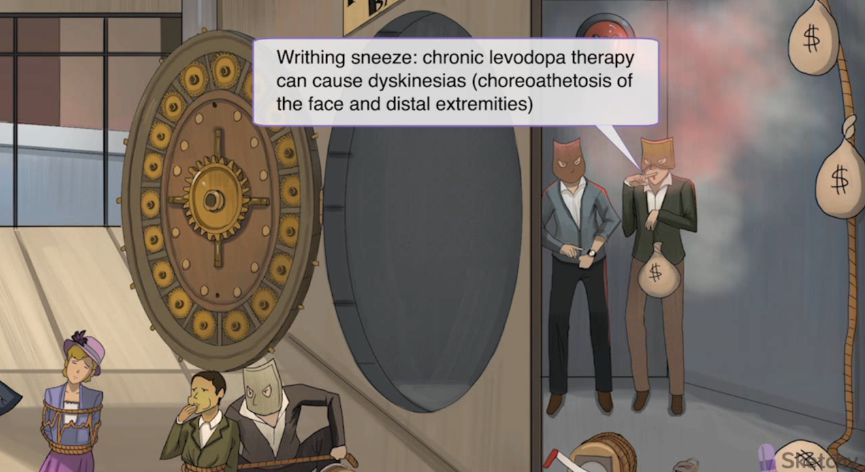 Writhing sneeze: chronic levodopa therapy
can cause dyskinesias (choreoathetosis of
the face and distal extremities)
$
$
$
Sketchy